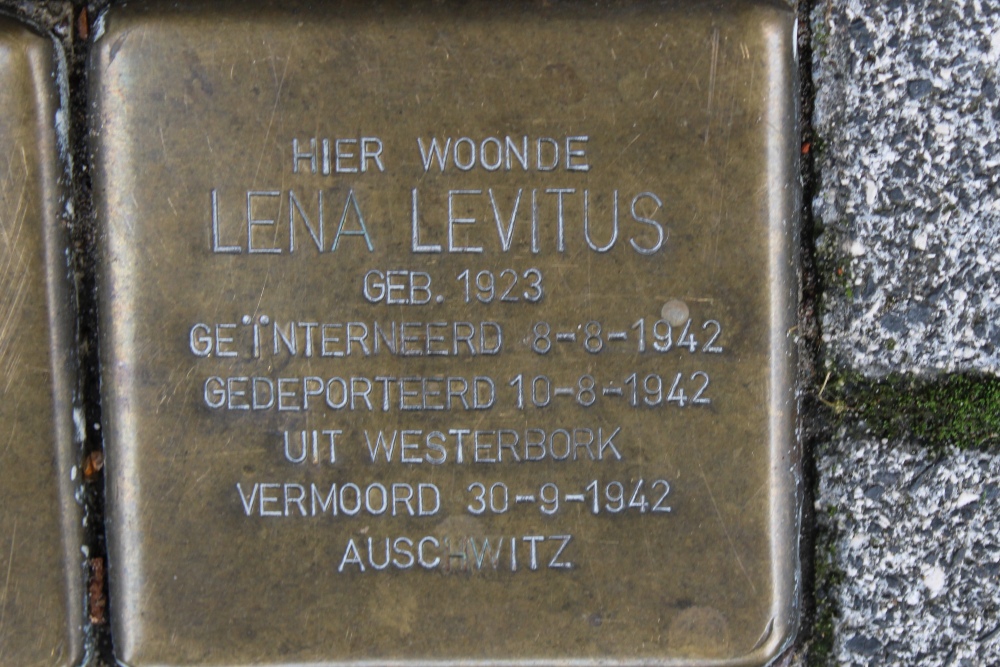 HIER WOONDE
LENA LEVITUS
GEB. 1923
GEÏNTERNEERD 8-8-1942
GEDEPORTEERD 10-8-1942
UIT WESTERBORK
VERMOORD 30-9-1942
AUSCHWITZ